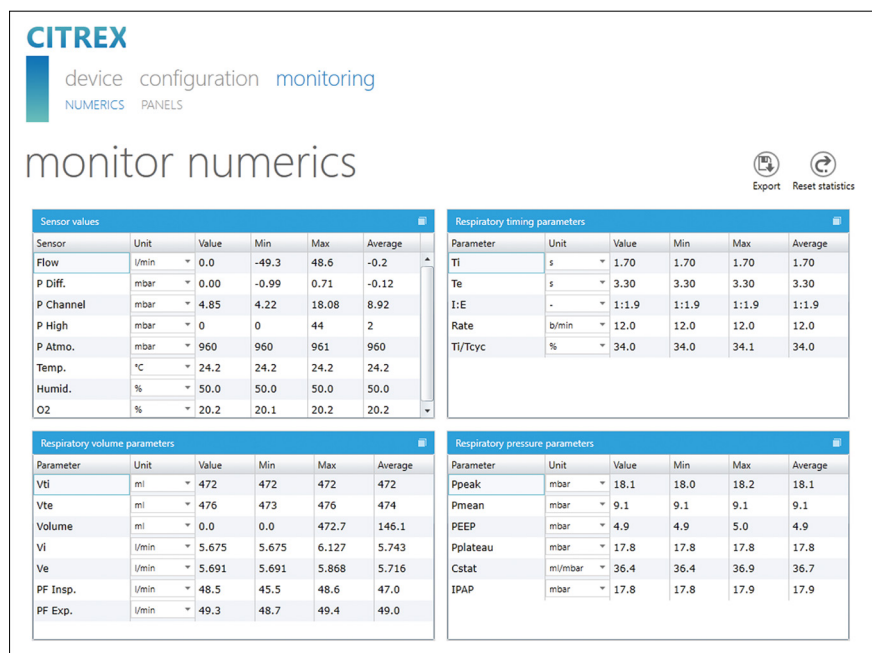 CITREX
device configuration monitoring
NUMERICS PANELS
monitor numerics
Export Reset statistics
Sensor values
Sensor Unit Value Min Max Average
Flow l/min 0.0 -49.3 48.6 -0.2
P Diff. mbar 0.00 -0.99 0.71 -0.12
P Channel mbar 4.85 4.22 18.08 8.92
P High mbar 0 0 44 2
P Atmo. mbar 960 960 961 960
Temp. °C 24.2 24.2 24.2 24.2
Humid. % 50.0 50.0 50.0 50.0
O2 % 20.2 20.1 20.2 20.2
Respiratory timing parameters
Parameter Unit Value Min Max Average
Ti s 1.70 1.70 1.70 1.70
Te s 3.30 3.30 3.30 3.30
I:E - 1:1.9 1:1.9 1:1.9 1:1.9
Rate b/min 12.0 12.0 12.0 12.0
Ti/Tcyc % 34.0 34.0 34.1 34.0
Respiratory volume parameters
Parameter Unit Value Min Max Average
Vti ml 472 472 472 472
Vte ml 476 473 476 474
Volume ml 0.0 0.0 472.7 146.1
Vi l/min 5.675 5.675 6.127 5.743
Ve l/min 5.691 5.691 5.868 5.716
PF Insp. l/min 48.5 45.5 48.6 47.0
PF Exp. l/min 49.3 48.7 49.4 49.0
Respiratory pressure parameters
Parameter Unit Value Min Max Average
Ppeak mbar 18.1 18.0 18.2 18.1
Pmean mbar 9.1 9.1 9.1 9.1
PEEP mbar 4.9 4.9 5.0 4.9
Pplateau mbar 17.8 17.8 17.8 17.8
Cstat ml/mbar 36.4 36.4 36.9 36.7
IPAP mbar 17.8 17.8 17.9 17.9